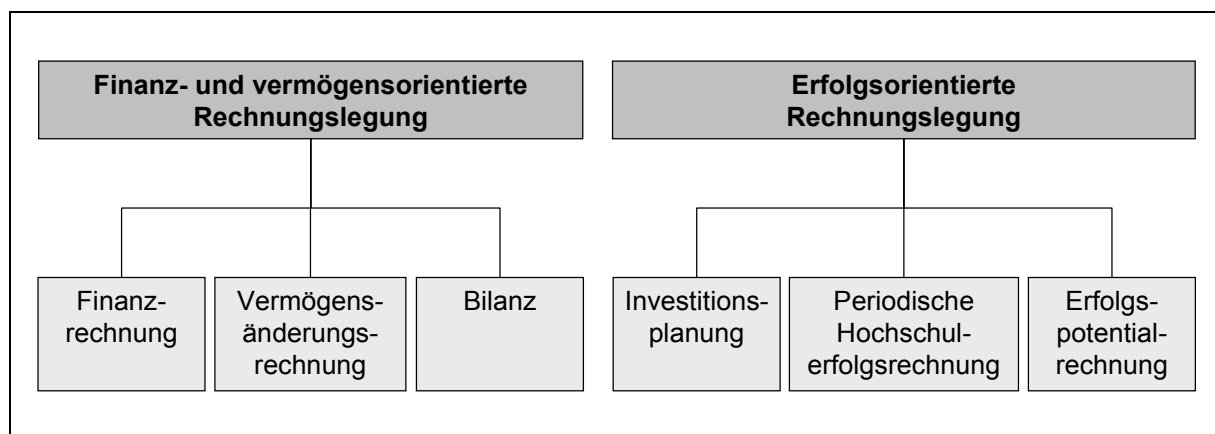 Finanz- und vermögensorientierte
Rechnungslegung
Erfolgsorientierte
Rechnungslegung
Finanz-
rechnung
Vermögens-
änderungs-
rechnung
Bilanz
Investitions-
planung
Periodische
Hochschul-
erfolgsrechnung
Erfolgs-
potential-
rechnung